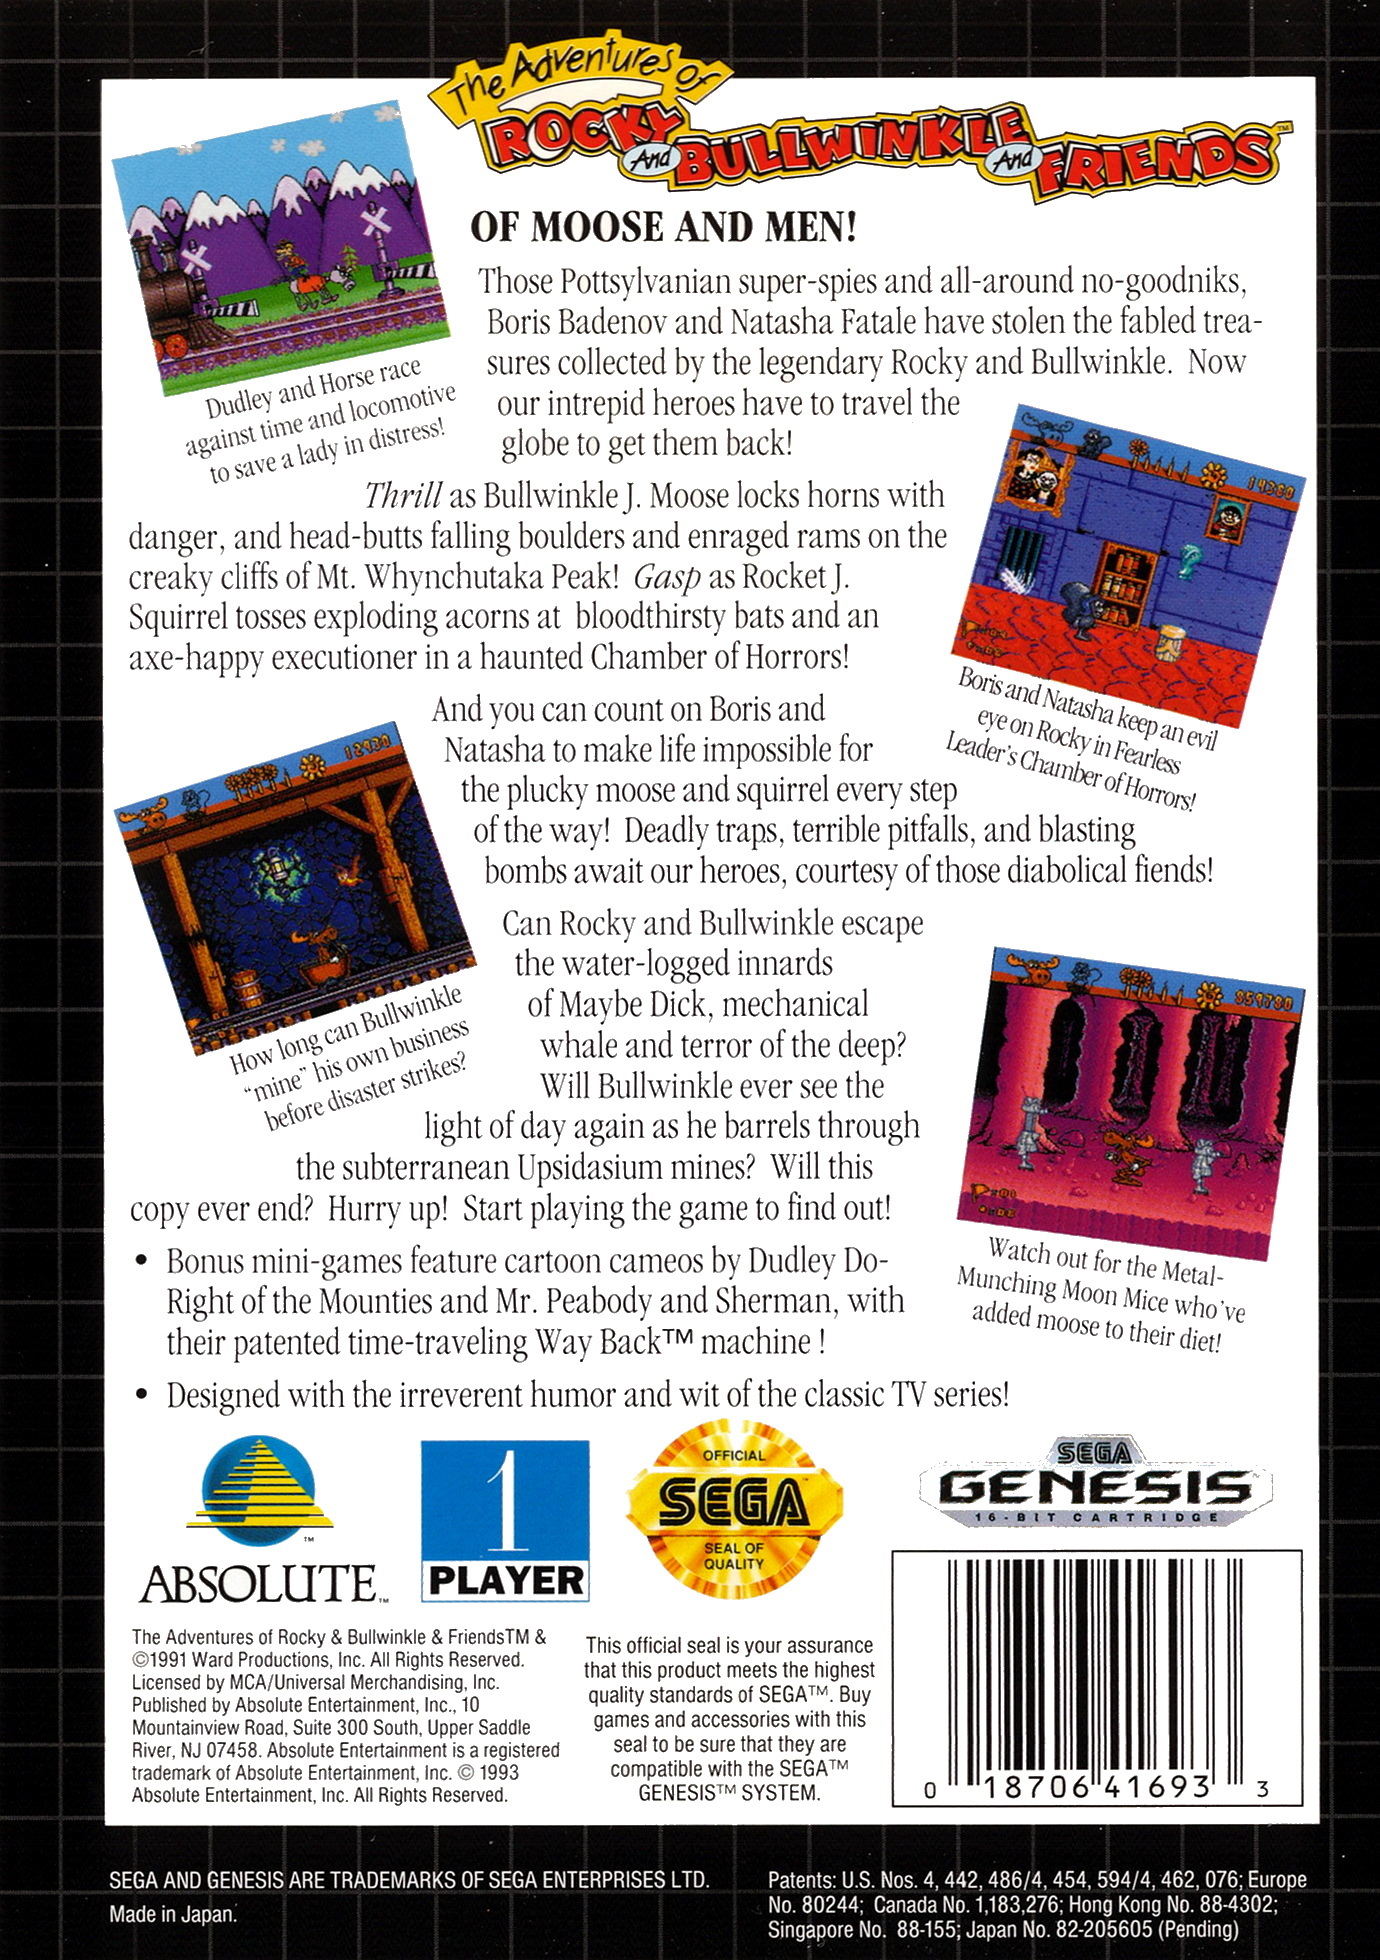 The Adventures of
ROCKY And BULLWINKLE And FRIENDS™
OF MOOSE AND MEN!
Those Pottsylvanian super-spies and all-around no-goodniks,
Boris Badenov and Natasha Fatale have stolen the fabled trea-
sures collected by the legendary Rocky and Bullwinkle. Now
our intrepid heroes have to travel the
globe to get them back!
Dudley and Horse race
against time and locomotive
to save a lady in distress!
Thrill as Bullwinkle J. Moose locks horns with
danger, and head-butts falling boulders and enraged rams on the
creaky cliffs of Mt. Whynchutaka Peak! Gasp as Rocket J.
Squirrel tosses exploding acorns at bloodthirsty bats and an
axe-happy executioner in a haunted Chamber of Horrors!
14300
Boris and Natasha keep an evil
eye on Rocky in Fearless
Leader's Chamber of Horrors!
And you can count on Boris and
Natasha to make life impossible for
the plucky moose and squirrel every step
of the way! Deadly traps, terrible pitfalls, and blasting
bombs await our heroes, courtesy of those diabolical fiends!
12930
How long can Bullwinkle
"mine" his own business
before disaster strikes?
Can Rocky and Bullwinkle escape
the water-logged innards
of Maybe Dick, mechanical
whale and terror of the deep?
Will Bullwinkle ever see the
light of day again as he barrels through
the subterranean Upsidasium mines? Will this
copy ever end? Hurry up! Start playing the game to find out!
859780
Watch out for the Metal-
Munching Moon Mice who've
added moose to their diet!
• Bonus mini-games feature cartoon cameos by Dudley Do-
Right of the Mounties and Mr. Peabody and Sherman, with
their patented time-traveling Way Back™ machine !
• Designed with the irreverent humor and wit of the classic TV series!
™
ABSOLUTE™
1
PLAYER
OFFICIAL
SEGA™
SEAL OF
QUALITY
SEGA
GENESIS™
16-BIT CARTRIDGE
The Adventures of Rocky & Bullwinkle & FriendsTM &
©1991 Ward Productions, Inc. All Rights Reserved.
Licensed by MCA/Universal Merchandising, Inc.
Published by Absolute Entertainment, Inc., 10
Mountainview Road, Suite 300 South, Upper Saddle
River, NJ 07458. Absolute Entertainment is a registered
trademark of Absolute Entertainment, Inc. © 1993
Absolute Entertainment, Inc. All Rights Reserved.
This official seal is your assurance
that this product meets the highest
quality standards of SEGA™. Buy
games and accessories with this
seal to be sure that they are
compatible with the SEGA™
GENESIS™ SYSTEM.
0 18706 41693 3
SEGA AND GENESIS ARE TRADEMARKS OF SEGA ENTERPRISES LTD.
Made in Japan.
Patents: U.S. Nos. 4, 442, 486/4, 454, 594/4, 462, 076; Europe
No. 80244; Canada No. 1,183,276; Hong Kong No. 88-4302;
Singapore No. 88-155; Japan No. 82-205605 (Pending)